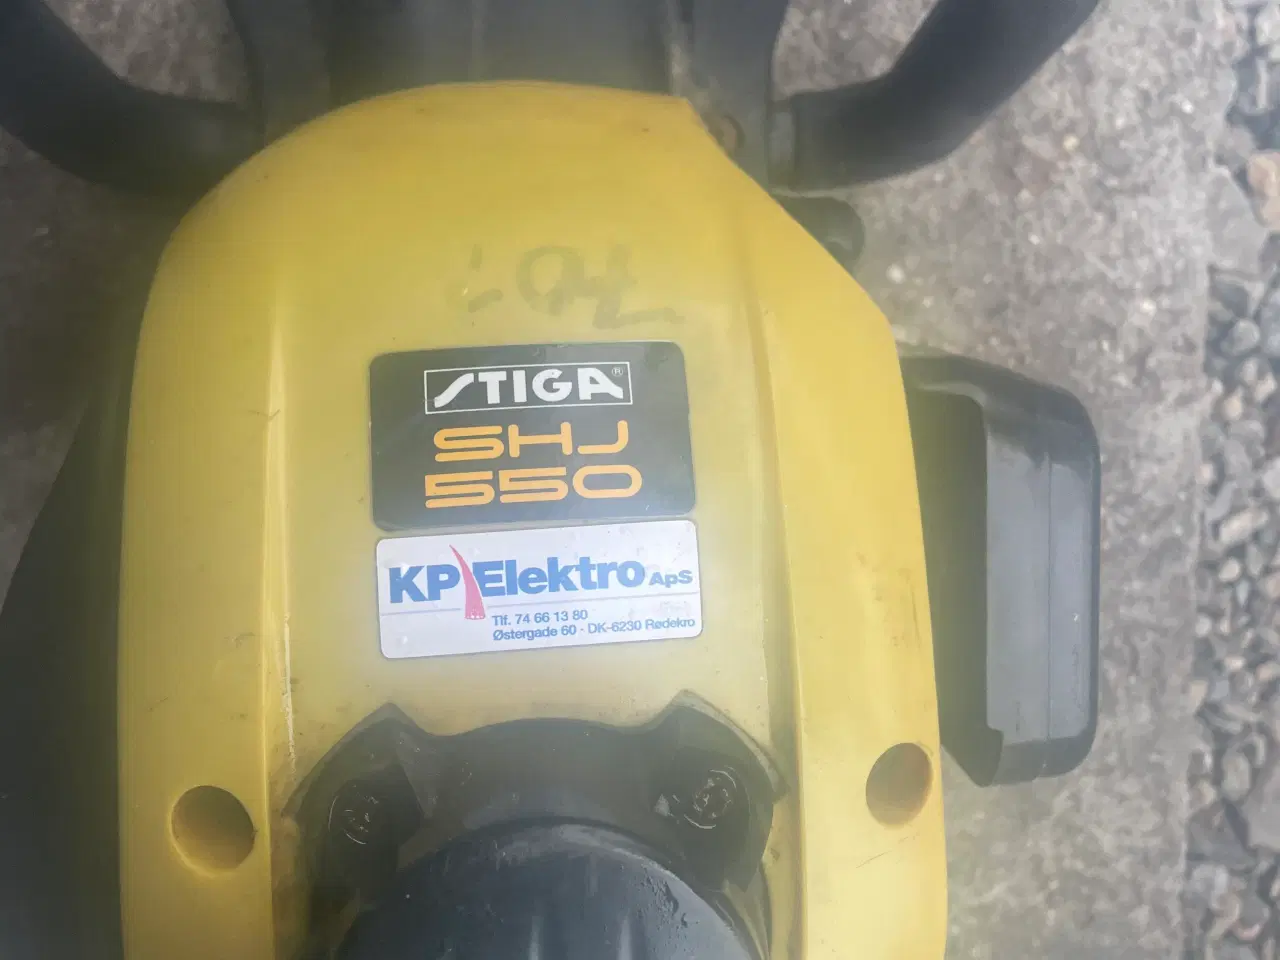 STIGA®
SHJ
550
KP Elektro ApS
Tlf. 74 66 13 80
Østergade 60 · DK-6230 Rødekro